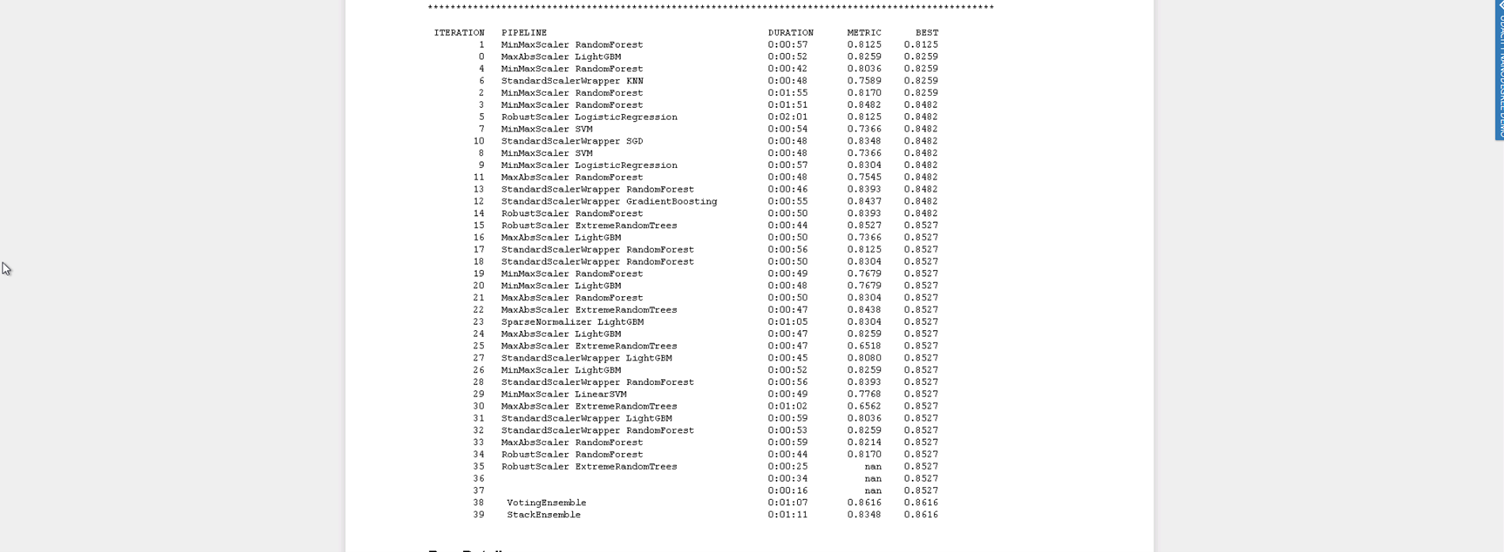 ****************************************************************************************************
ITERATION PIPELINE DURATION METRIC BEST
1 MinMaxScaler RandomForest 0:00:57 0.8125 0.8125
0 MaxAbsScaler LightGBM 0:00:52 0.8259 0.8259
4 MinMaxScaler RandomForest 0:00:42 0.8036 0.8259
6 StandardScalerWrapper KNN 0:00:48 0.7589 0.8259
2 MinMaxScaler RandomForest 0:01:55 0.8170 0.8259
3 MinMaxScaler RandomForest 0:01:51 0.8482 0.8482
5 RobustScaler LogisticRegression 0:02:01 0.8125 0.8482
7 MinMaxScaler SVM 0:00:54 0.7366 0.8482
10 StandardScalerWrapper SGD 0:00:48 0.8348 0.8482
8 MinMaxScaler SVM 0:00:48 0.7366 0.8482
9 MinMaxScaler LogisticRegression 0:00:57 0.8304 0.8482
11 MaxAbsScaler RandomForest 0:00:48 0.7545 0.8482
13 StandardScalerWrapper RandomForest 0:00:46 0.8393 0.8482
12 StandardScalerWrapper GradientBoosting 0:00:55 0.8437 0.8482
14 RobustScaler RandomForest 0:00:50 0.8393 0.8482
15 RobustScaler ExtremeRandomTrees 0:00:44 0.8527 0.8527
16 MaxAbsScaler LightGBM 0:00:50 0.7366 0.8527
17 StandardScalerWrapper RandomForest 0:00:56 0.8125 0.8527
18 StandardScalerWrapper RandomForest 0:00:50 0.8304 0.8527
19 MinMaxScaler RandomForest 0:00:49 0.7679 0.8527
20 MinMaxScaler LightGBM 0:00:48 0.7679 0.8527
21 MaxAbsScaler RandomForest 0:00:50 0.8304 0.8527
22 MaxAbsScaler ExtremeRandomTrees 0:00:47 0.8438 0.8527
23 SparseNormalizer LightGBM 0:01:05 0.8304 0.8527
24 MaxAbsScaler LightGBM 0:00:47 0.8259 0.8527
25 MaxAbsScaler ExtremeRandomTrees 0:00:47 0.6518 0.8527
27 StandardScalerWrapper LightGBM 0:00:45 0.8080 0.8527
26 MinMaxScaler LightGBM 0:00:52 0.8259 0.8527
28 StandardScalerWrapper RandomForest 0:00:56 0.8393 0.8527
29 MinMaxScaler LinearSVM 0:00:49 0.7768 0.8527
30 MaxAbsScaler ExtremeRandomTrees 0:01:02 0.6562 0.8527
31 StandardScalerWrapper LightGBM 0:00:59 0.8036 0.8527
32 StandardScalerWrapper RandomForest 0:00:53 0.8259 0.8527
33 MaxAbsScaler RandomForest 0:00:59 0.8214 0.8527
34 RobustScaler RandomForest 0:00:44 0.8170 0.8527
35 RobustScaler ExtremeRandomTrees 0:00:25 nan 0.8527
36 0:00:34 nan 0.8527
37 0:00:16 nan 0.8527
38 VotingEnsemble 0:01:07 0.8616 0.8616
39 StackEnsemble 0:01:11 0.8348 0.8616